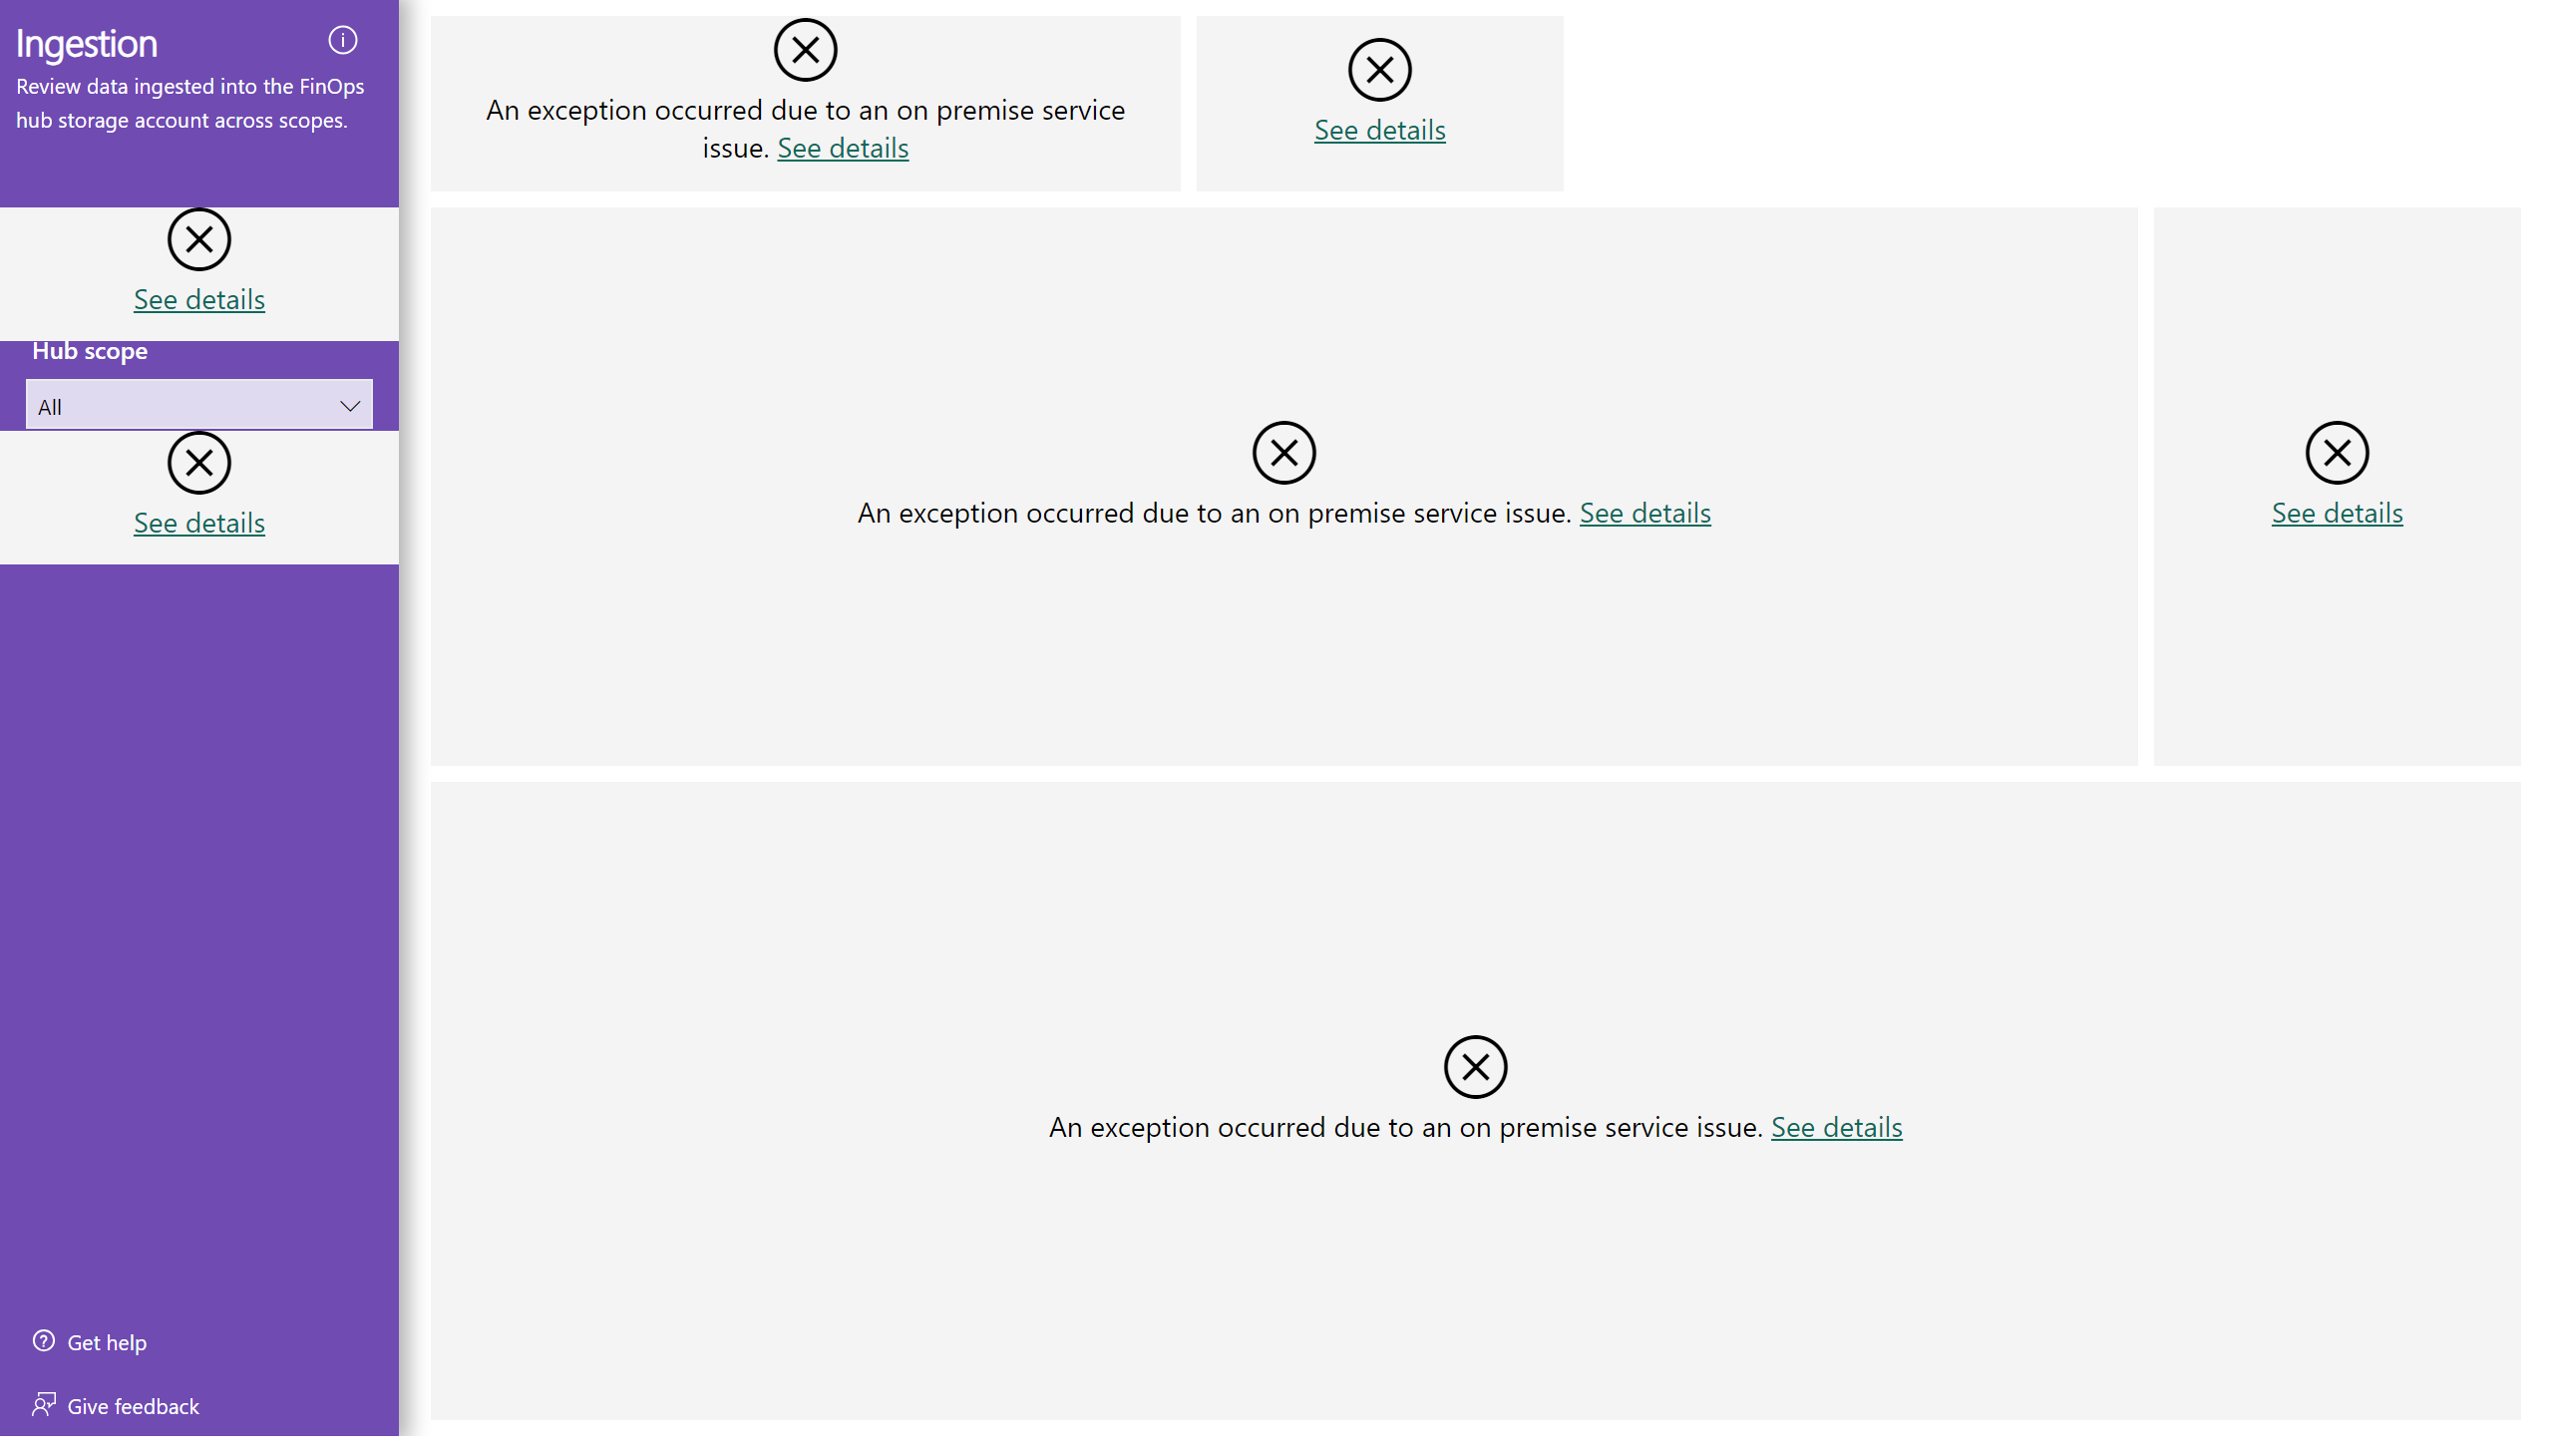 Ingestion
Review data ingested into the FinOps
hub storage account across scopes.
See details
Hub scope
All
See details
Get help
Give feedback
An exception occurred due to an on premise service
issue. See details
See details
An exception occurred due to an on premise service issue. See details
See details
An exception occurred due to an on premise service issue. See details